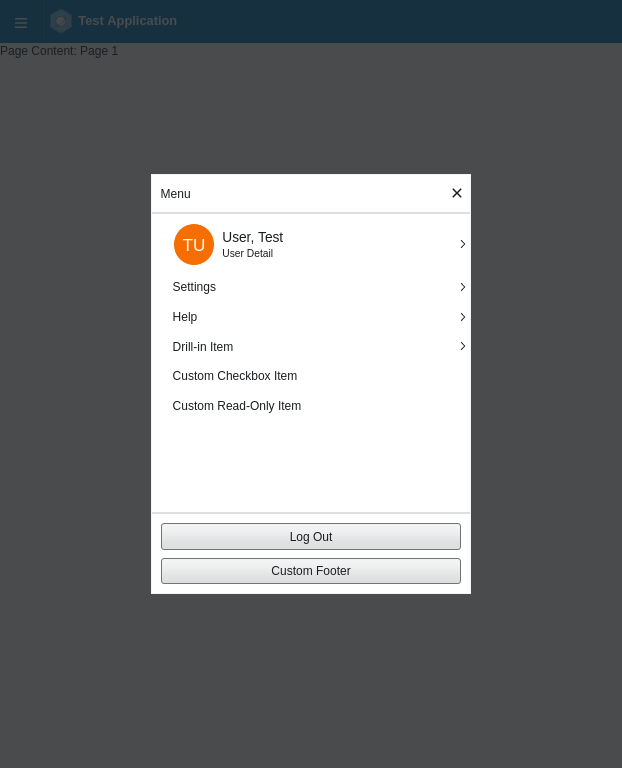 Test Application
Page Content: Page 1
Menu
TU
User, Test
User Detail
Settings
Help
Drill-in Item
Custom Checkbox Item
Custom Read-Only Item
Log Out
Custom Footer